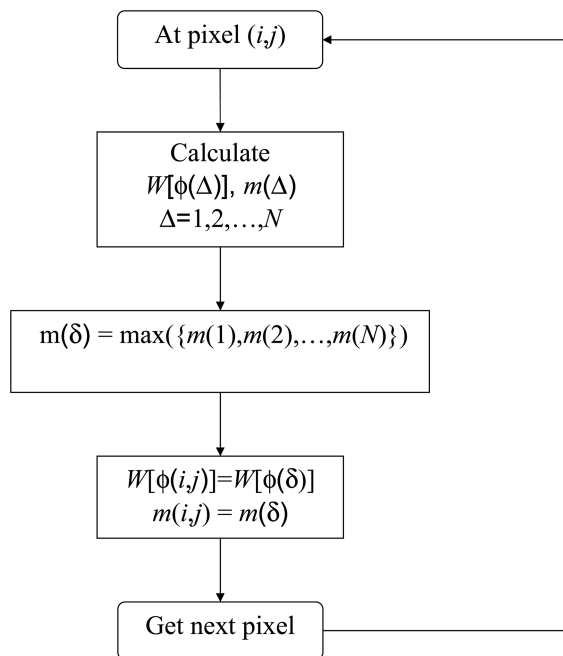 At pixel (i,j)
Calculate
W[ϕ(Δ)], m(Δ)
Δ=1,2,…,N
m(δ) = max({m(1),m(2),…,m(N)})
W[ϕ(i,j)]=W[ϕ(δ)]
m(i,j) = m(δ)
Get next pixel